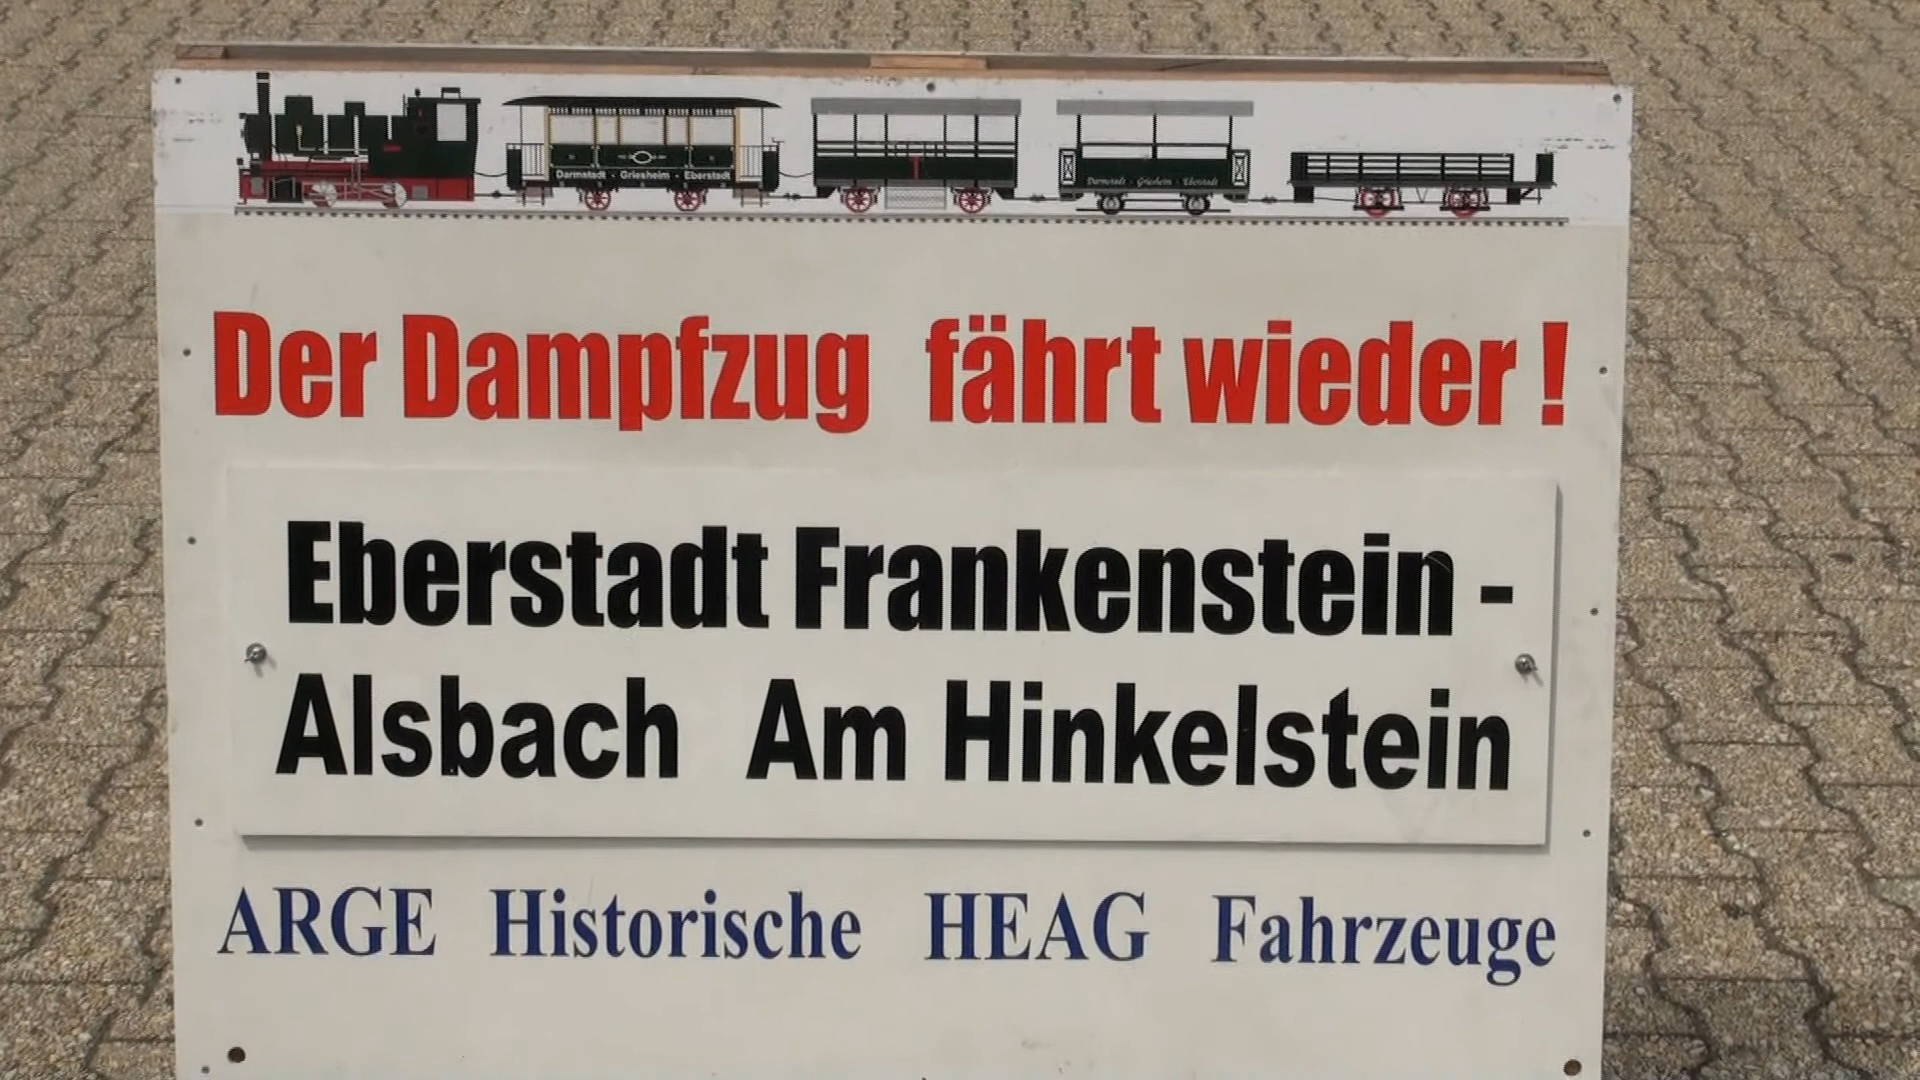 Darmstadt - Griesheim - Eberstadt
Darmstadt - Griesheim - Eberstadt
Der Dampfzug fährt wieder !
Eberstadt Frankenstein -
Alsbach Am Hinkelstein
ARGE Historische HEAG Fahrzeuge